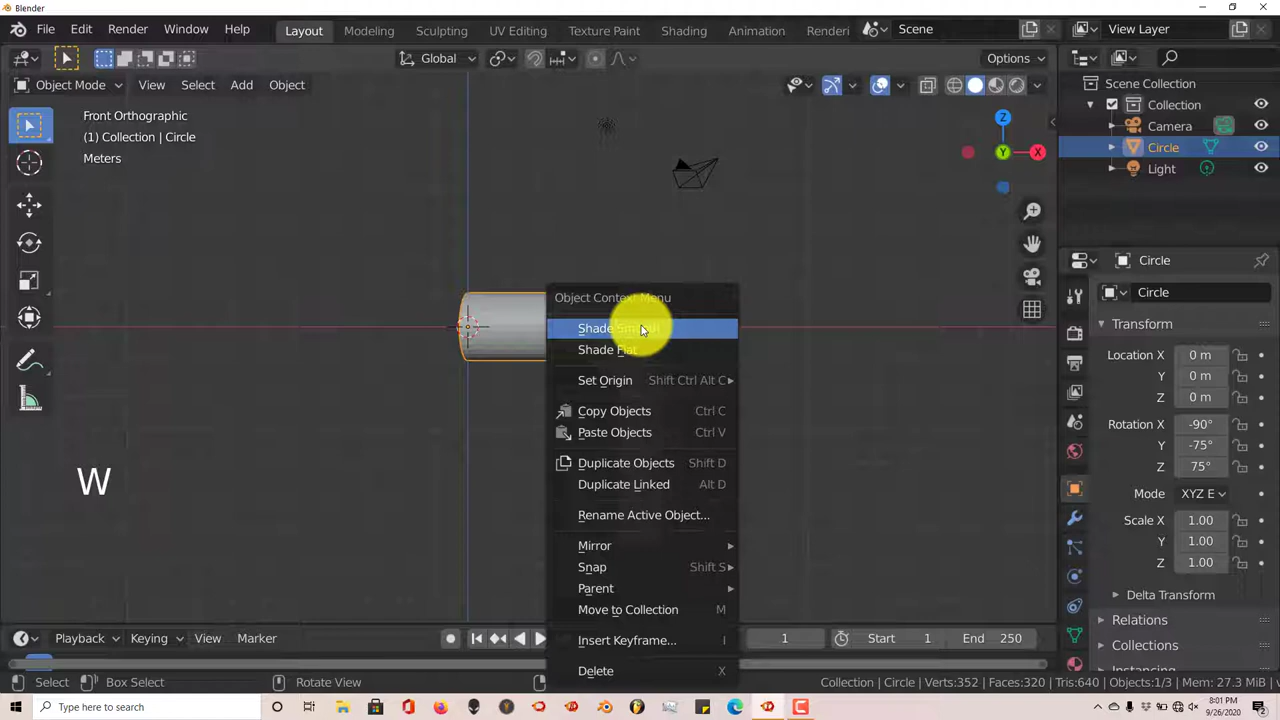 Blender
File Edit Render Window Help Layout Modeling Sculpting UV Editing Texture Paint Shading Animation Renderi Scene View Layer
Global Options
Object Mode View Select Add Object
Scene Collection
Collection
Camera
Circle
Light
Front Orthographic
(1) Collection | Circle
Meters
Z
Y
X
W
Object Context Menu
Shade Smooth
Shade Flat
Set Origin Shift Ctrl Alt C
Copy Objects Ctrl C
Paste Objects Ctrl V
Duplicate Objects Shift D
Duplicate Linked Alt D
Rename Active Object...
Mirror
Snap Shift S
Parent
Move to Collection M
Insert Keyframe... I
Delete X
Circle
Circle
Transform
Location X 0 m
Y 0 m
Z 0 m
Rotation X -90°
Y -75°
Z 75°
Mode XYZ E
Scale X 1.00
Y 1.00
Z 1.00
Delta Transform
Relations
Collections
Instancing
Playback Keying View Marker 1 Start 1 End 250
Select Box Select Rotate View Collection | Circle | Verts:352 | Faces:320 | Tris:640 | Objects:1/3 | Mem: 27.3 MiB
Type here to search
8:01 PM
9/26/2020